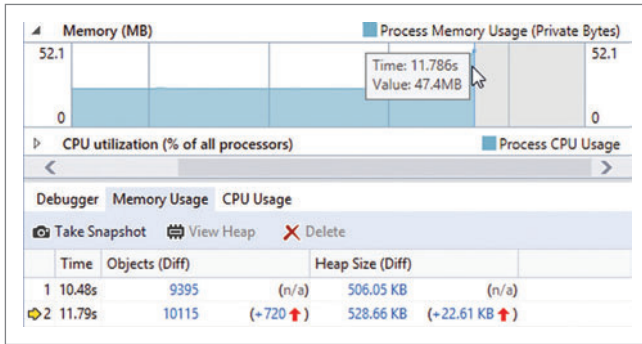 Memory (MB) Process Memory Usage (Private Bytes)
52.1 52.1
Time: 11.786s
Value: 47.4MB
0 0
CPU utilization (% of all processors) Process CPU Usage
Debugger Memory Usage CPU Usage
Take Snapshot View Heap Delete
Time Objects (Diff) Heap Size (Diff)
1 10.48s 9395 (n/a) 506.05 KB (n/a)
2 11.79s 10115 (+720 ↑) 528.66 KB (+22.61 KB ↑)